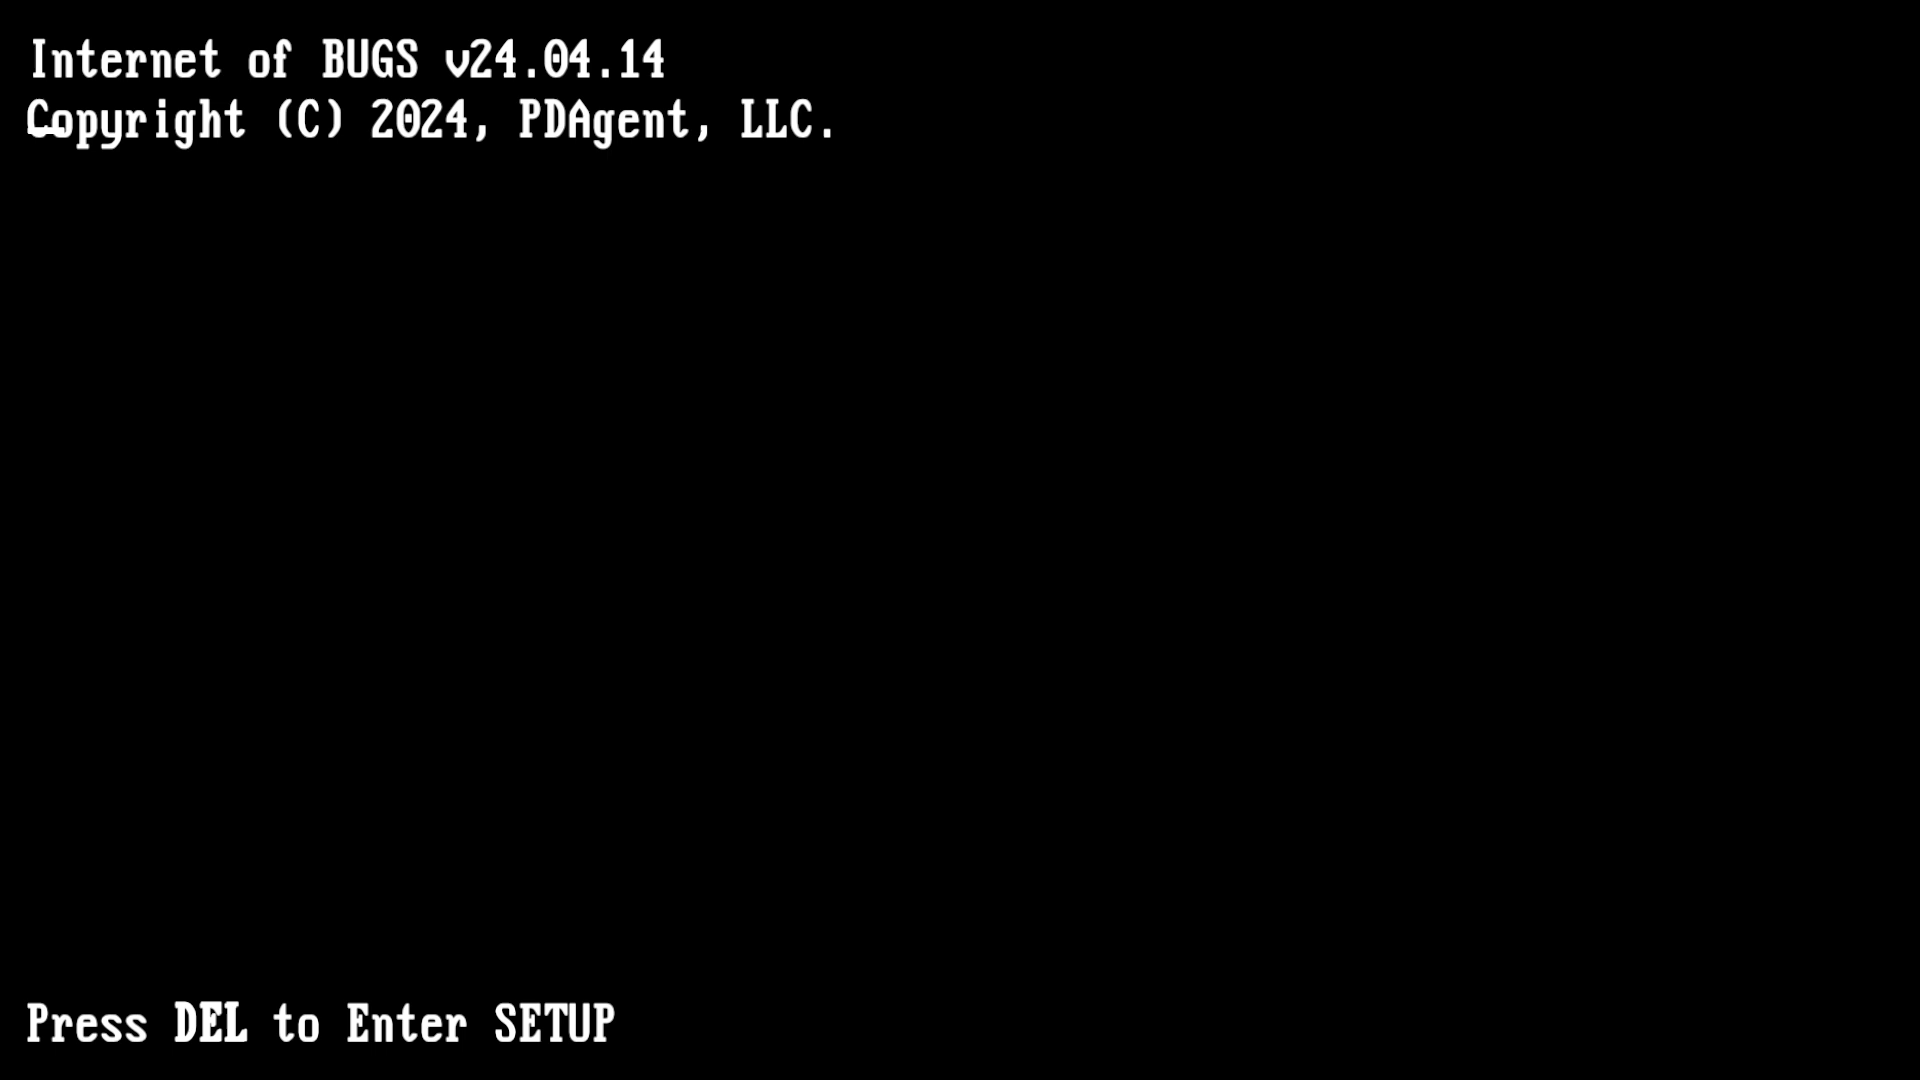 Internet of BUGS v24.04.14
Copyright (C) 2024, PDAgent, LLC.
Press DEL to Enter SETUP